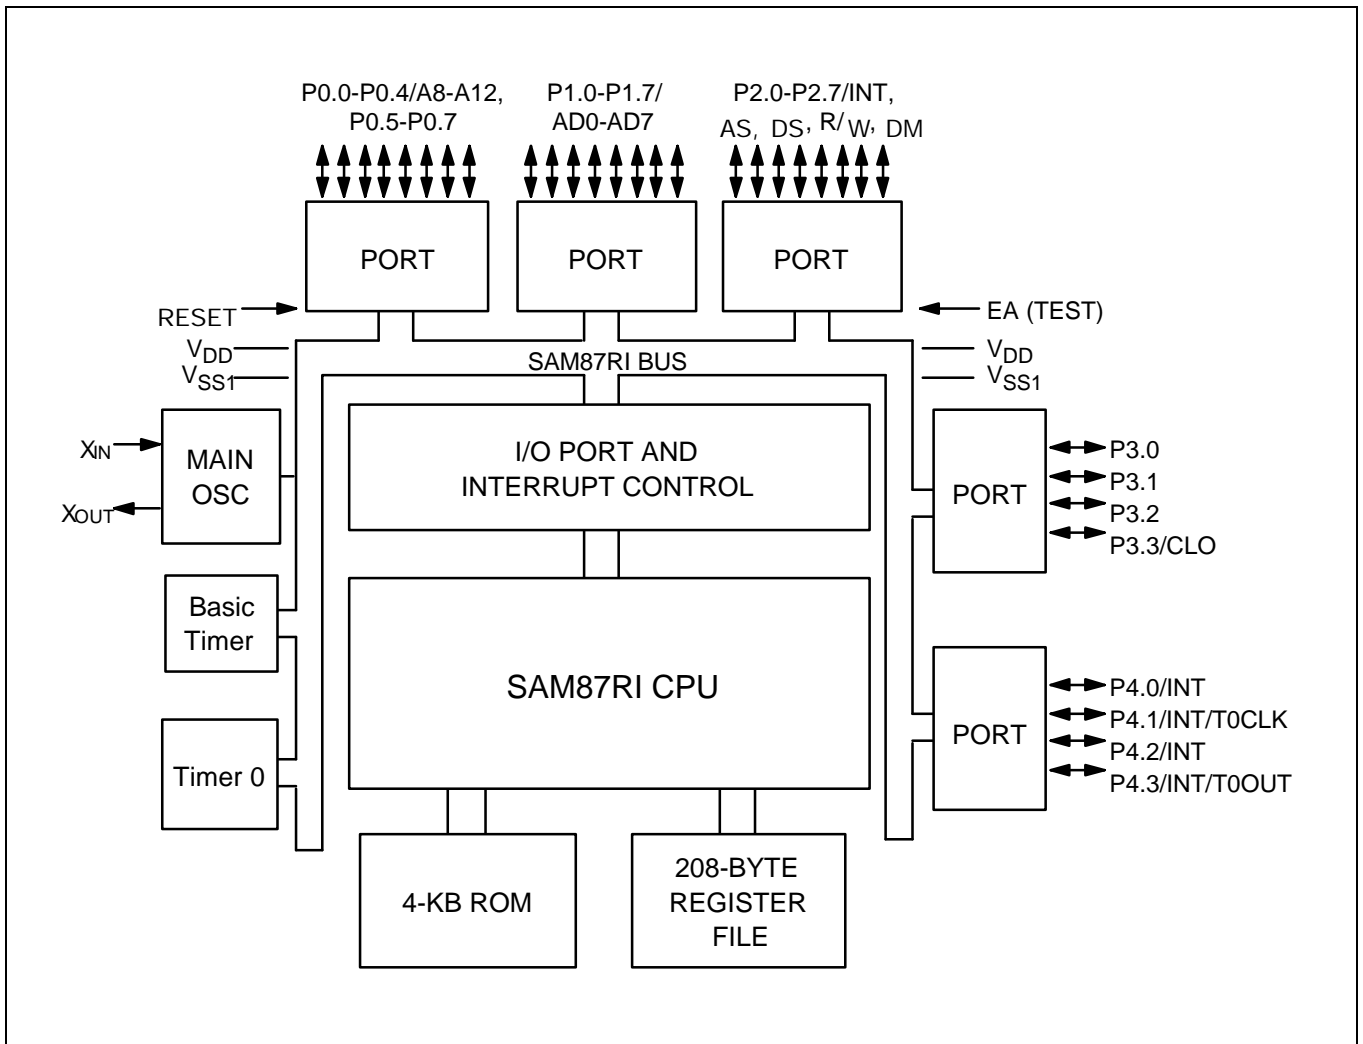 P0.0-P0.4/A8-A12,
P0.5-P0.7
P1.0-P1.7/
AD0-AD7
P2.0-P2.7/INT,
AS, DS, R/W, DM
PORT
PORT
PORT
RESET
EA (TEST)
VDD
VSS1
SAM87RI BUS
VDD
VSS1
XIN
XOUT
MAIN
OSC
I/O PORT AND
INTERRUPT CONTROL
PORT
P3.0
P3.1
P3.2
P3.3/CLO
Basic
Timer
SAM87RI CPU
PORT
P4.0/INT
P4.1/INT/T0CLK
P4.2/INT
P4.3/INT/T0OUT
Timer 0
4-KB ROM
208-BYTE
REGISTER
FILE